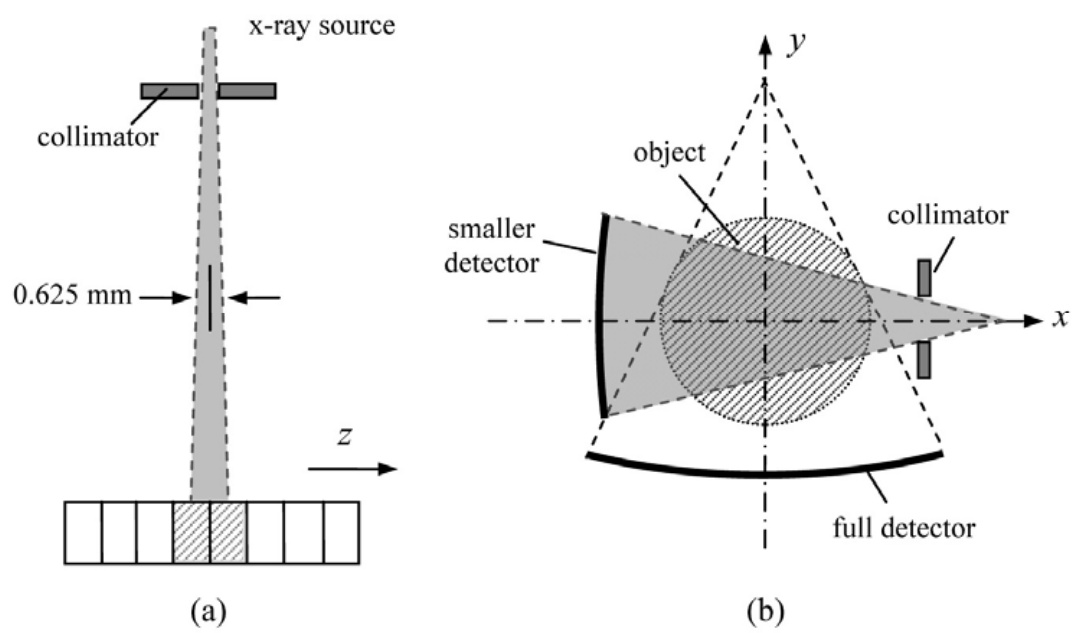 x-ray source
collimator
0.625 mm
z
(a)
y
object
smaller
detector
collimator
x
full detector
(b)